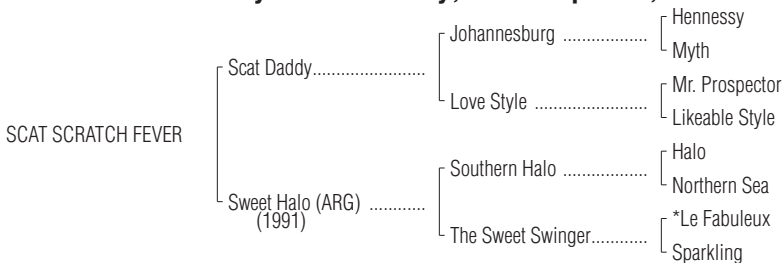 Hennessy
Johannesburg ..................
Myth
Scat Daddy........................
Mr. Prospector
Love Style ........................
Likeable Style
SCAT SCRATCH FEVER
Halo
Southern Halo ..................
Northern Sea
Sweet Halo (ARG) ............
(1991)
*Le Fabuleux
The Sweet Swinger............
Sparkling